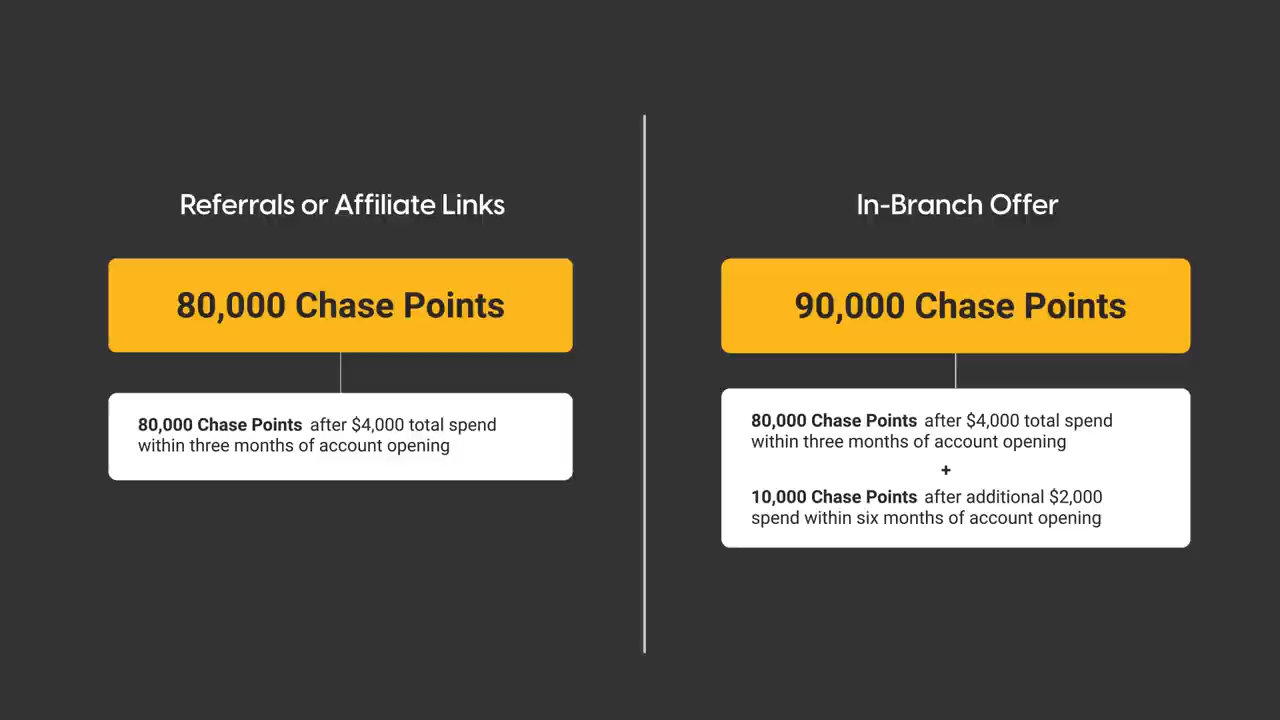 Referrals or Affiliate Links
80,000 Chase Points
80,000 Chase Points after $4,000 total spend
within three months of account opening
In-Branch Offer
90,000 Chase Points
80,000 Chase Points after $4,000 total spend
within three months of account opening
+
10,000 Chase Points after additional $2,000
spend within six months of account opening